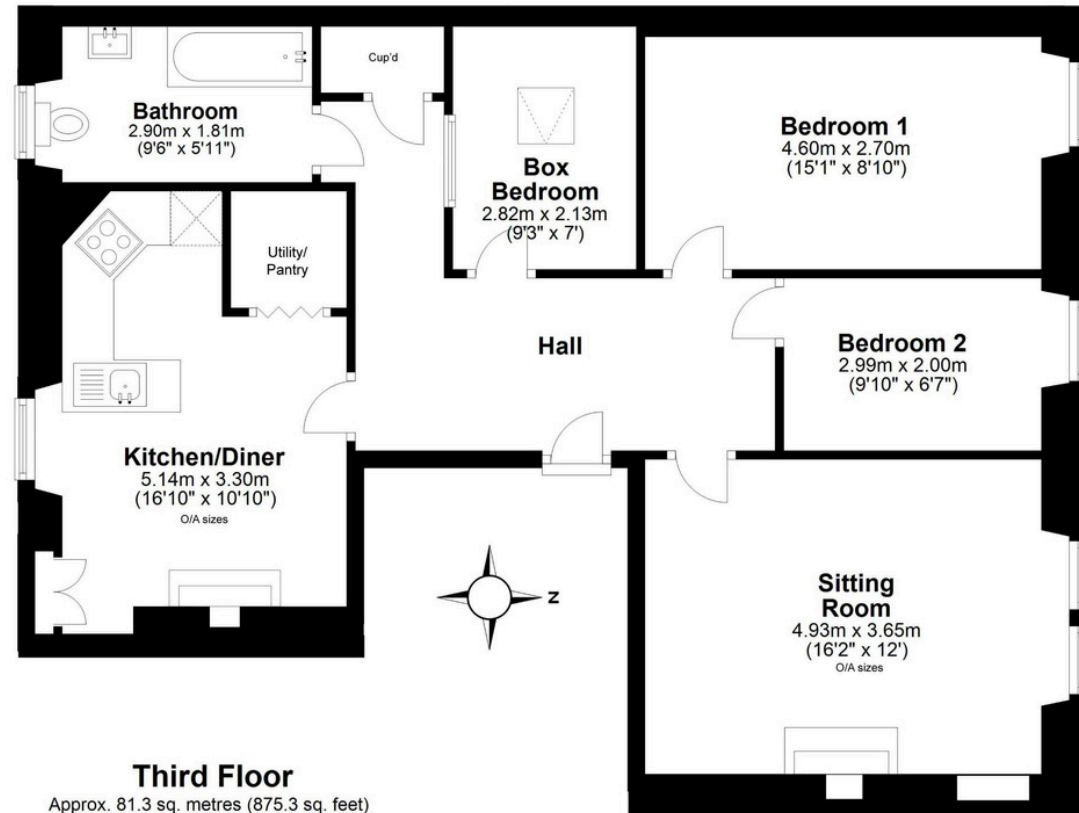 Bathroom
2.90m x 1.81m
(9'6" x 5'11")
Cup'd
Box
Bedroom
2.82m x 2.13m
(9'3" x 7')
Bedroom 1
4.60m x 2.70m
(15'1" x 8'10")
Utility/
Pantry
Hall
Bedroom 2
2.99m x 2.00m
(9'10" x 6'7")
Kitchen/Diner
5.14m x 3.30m
(16'10" x 10'10")
O/A sizes
N
Sitting
Room
4.93m x 3.65m
(16'2" x 12')
O/A sizes
Third Floor
Approx. 81.3 sq. metres (875.3 sq. feet)